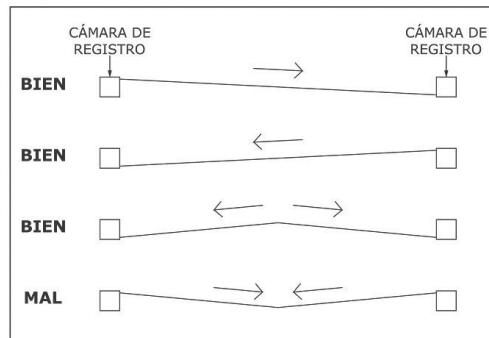 CÁMARA DE
REGISTRO
CÁMARA DE
REGISTRO
BIEN
BIEN
BIEN
MAL